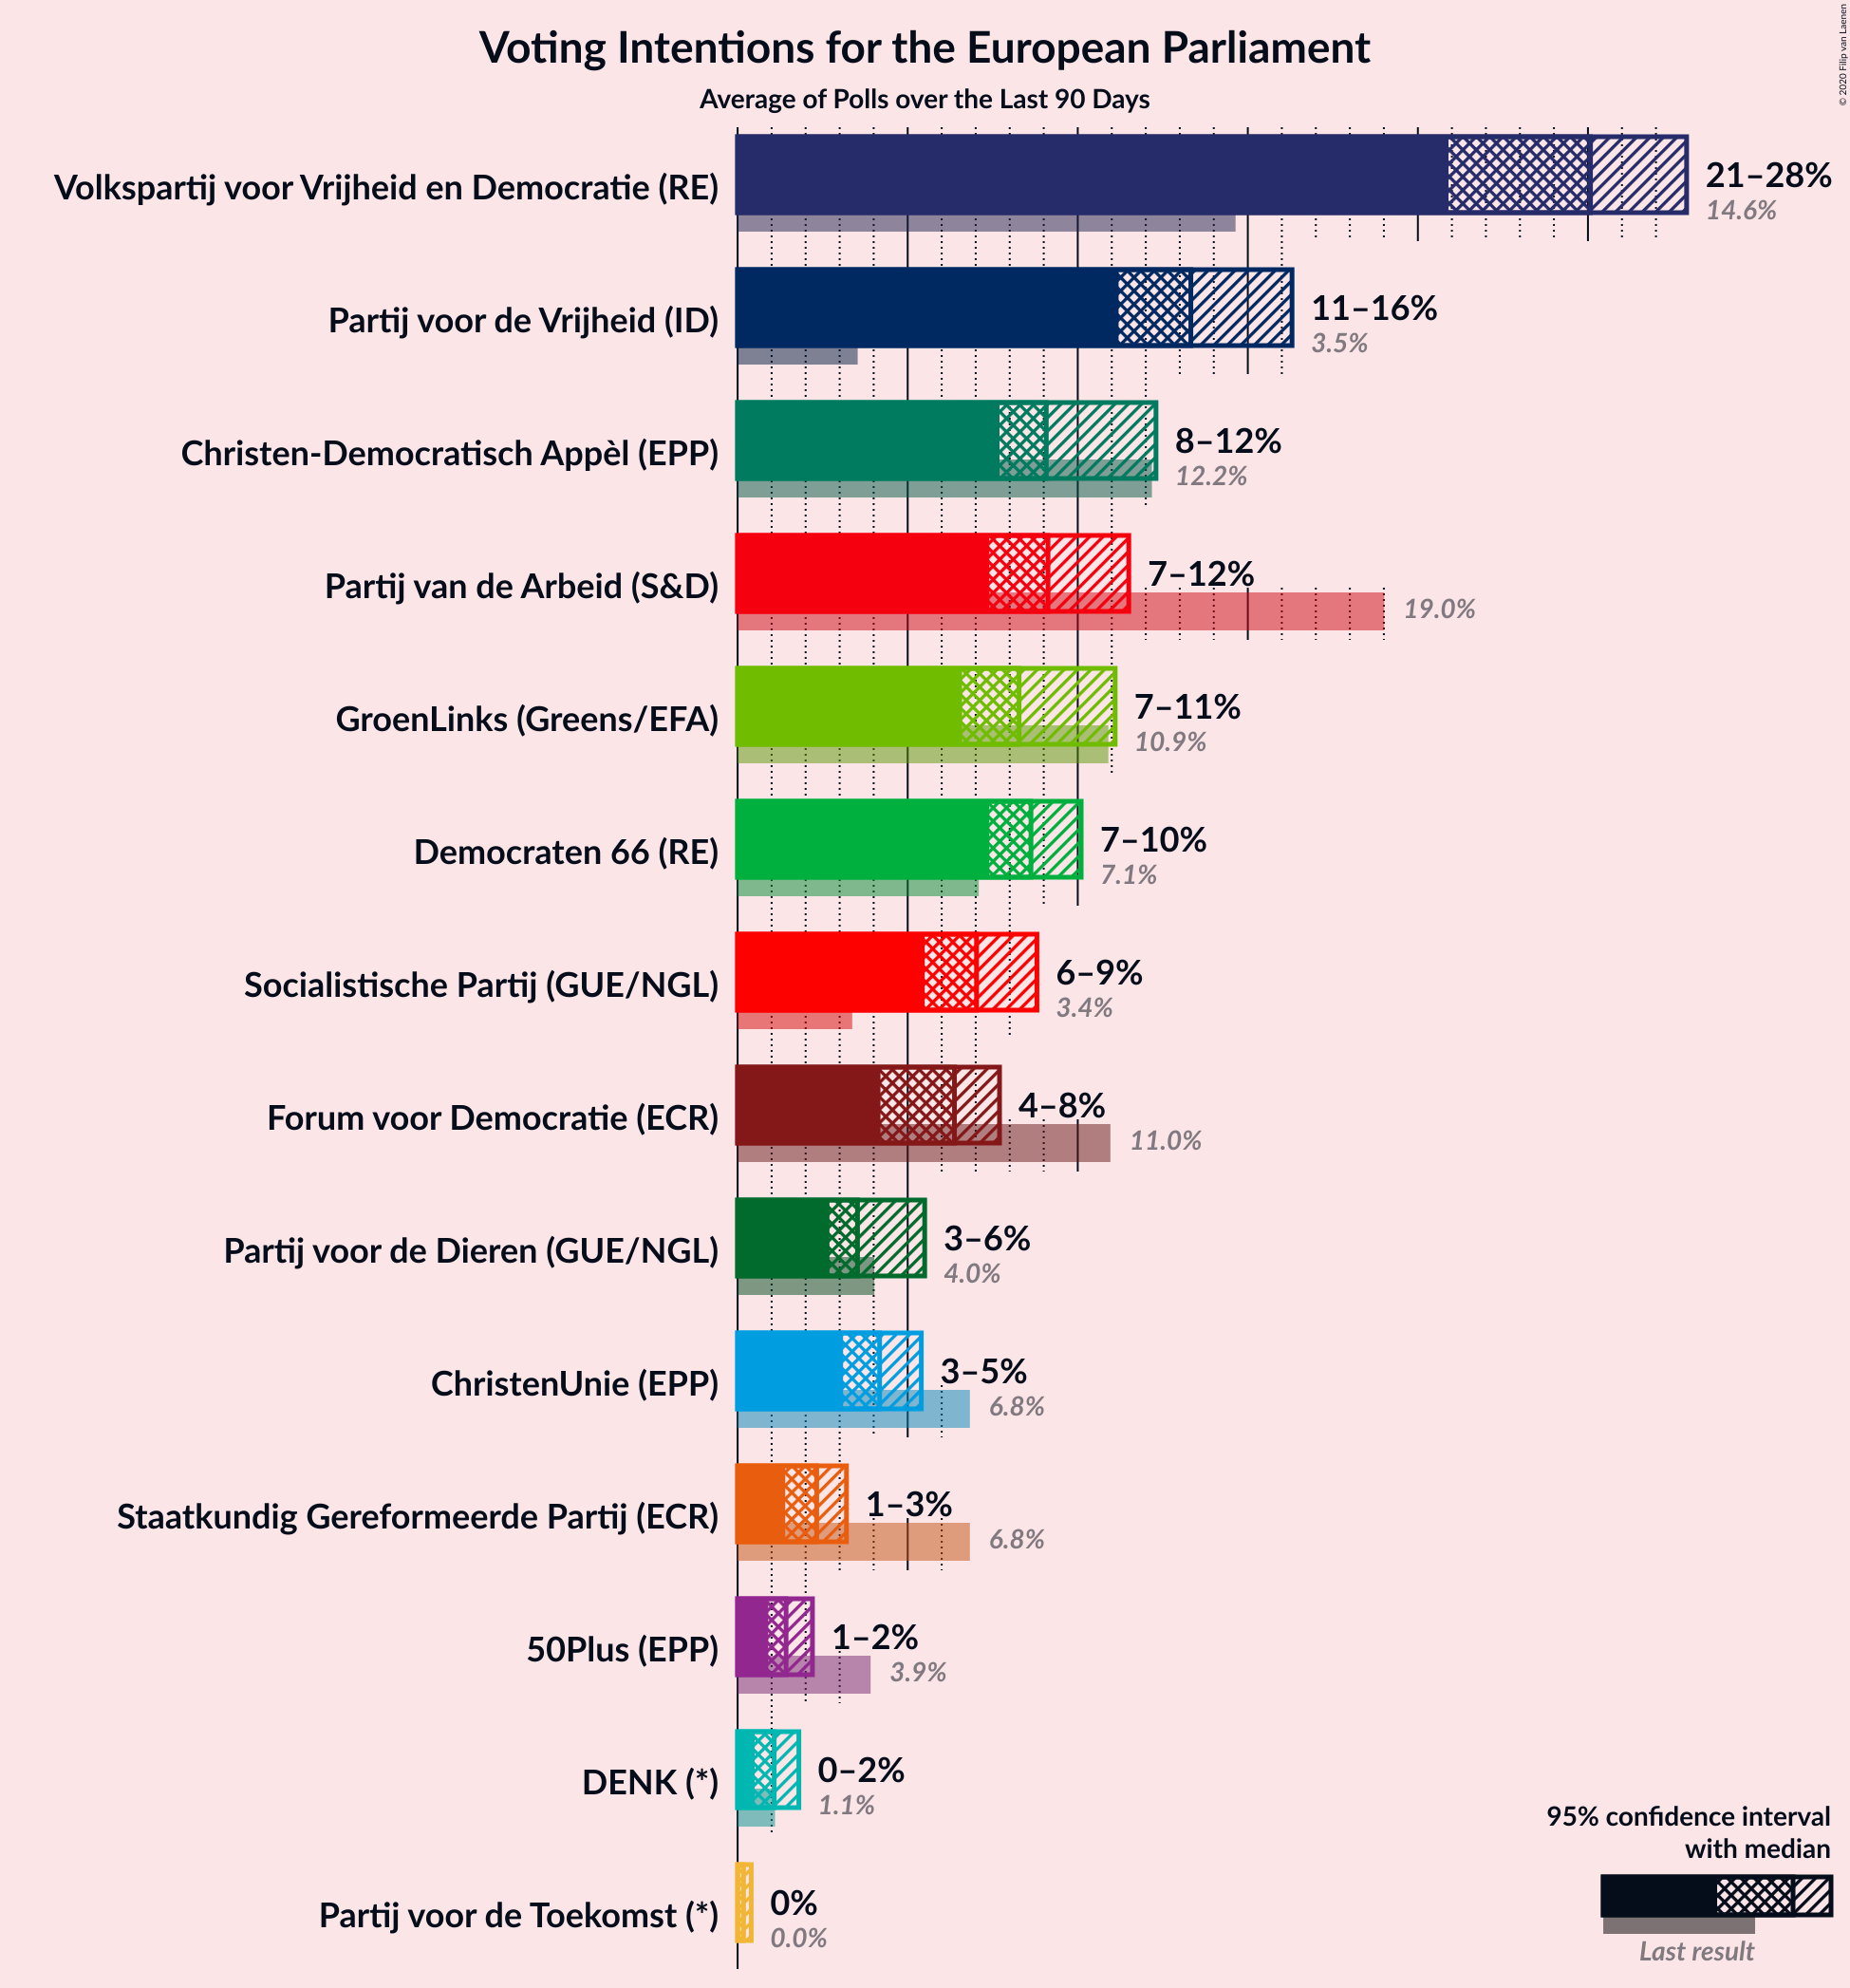 Voting Intentions for the European Parliament
Average of Polls over the Last 90 Days
© 2020 Filip van Laenen
Volkspartij voor Vrijheid en Democratie (RE)
21–28%
14.6%
Partij voor de Vrijheid (ID)
11–16%
3.5%
Christen-Democratisch Appèl (EPP)
8–12%
12.2%
Partij van de Arbeid (S&D)
7–12%
19.0%
GroenLinks (Greens/EFA)
7–11%
10.9%
Democraten 66 (RE)
7–10%
7.1%
Socialistische Partij (GUE/NGL)
6–9%
3.4%
Forum voor Democratie (ECR)
4–8%
11.0%
Partij voor de Dieren (GUE/NGL)
3–6%
4.0%
ChristenUnie (EPP)
3–5%
6.8%
Staatkundig Gereformeerde Partij (ECR)
1–3%
6.8%
50Plus (EPP)
1–2%
3.9%
DENK (*)
0–2%
1.1%
Partij voor de Toekomst (*)
0%
0.0%
95% confidence interval
with median
Last result